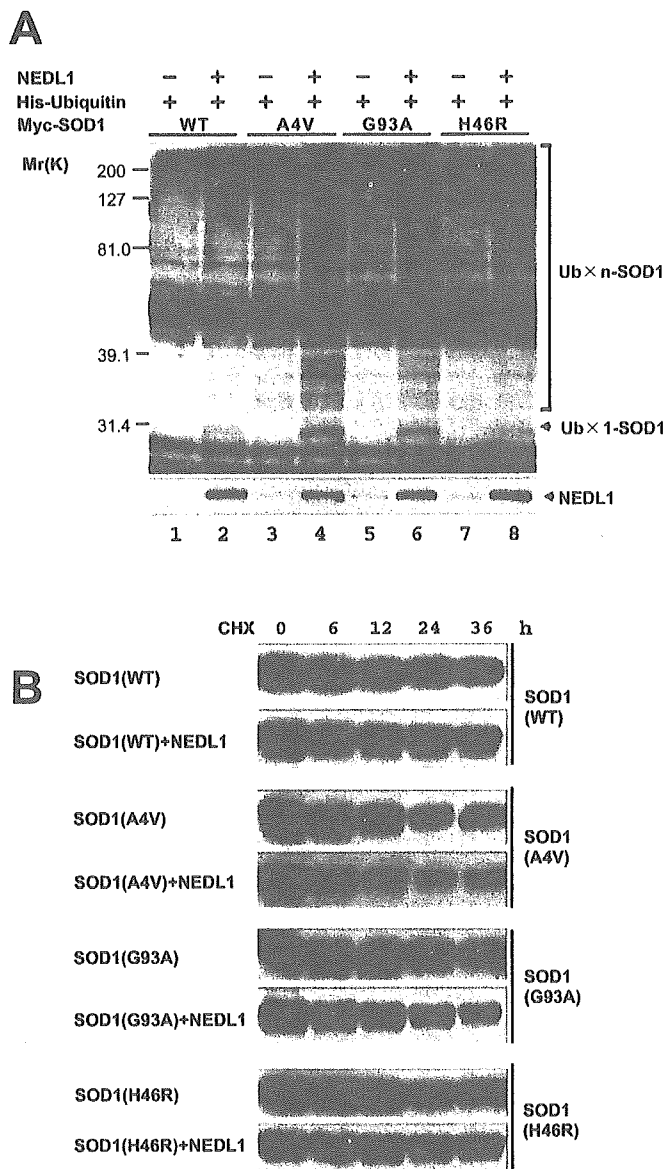 A
NEDL1 − + − + − + − +
His-Ubiquitin + + + + + + + +
Myc-SOD1 WT A4V G93A H46R
Mr(K)
200
127
81.0
39.1
31.4
Ub×n-SOD1
Ub×1-SOD1
NEDL1
1 2 3 4 5 6 7 8
B
CHX 0 6 12 24 36 h
SOD1(WT)
SOD1(WT)+NEDL1
SOD1
(WT)
SOD1(A4V)
SOD1(A4V)+NEDL1
SOD1
(A4V)
SOD1(G93A)
SOD1(G93A)+NEDL1
SOD1
(G93A)
SOD1(H46R)
SOD1(H46R)+NEDL1
SOD1
(H46R)